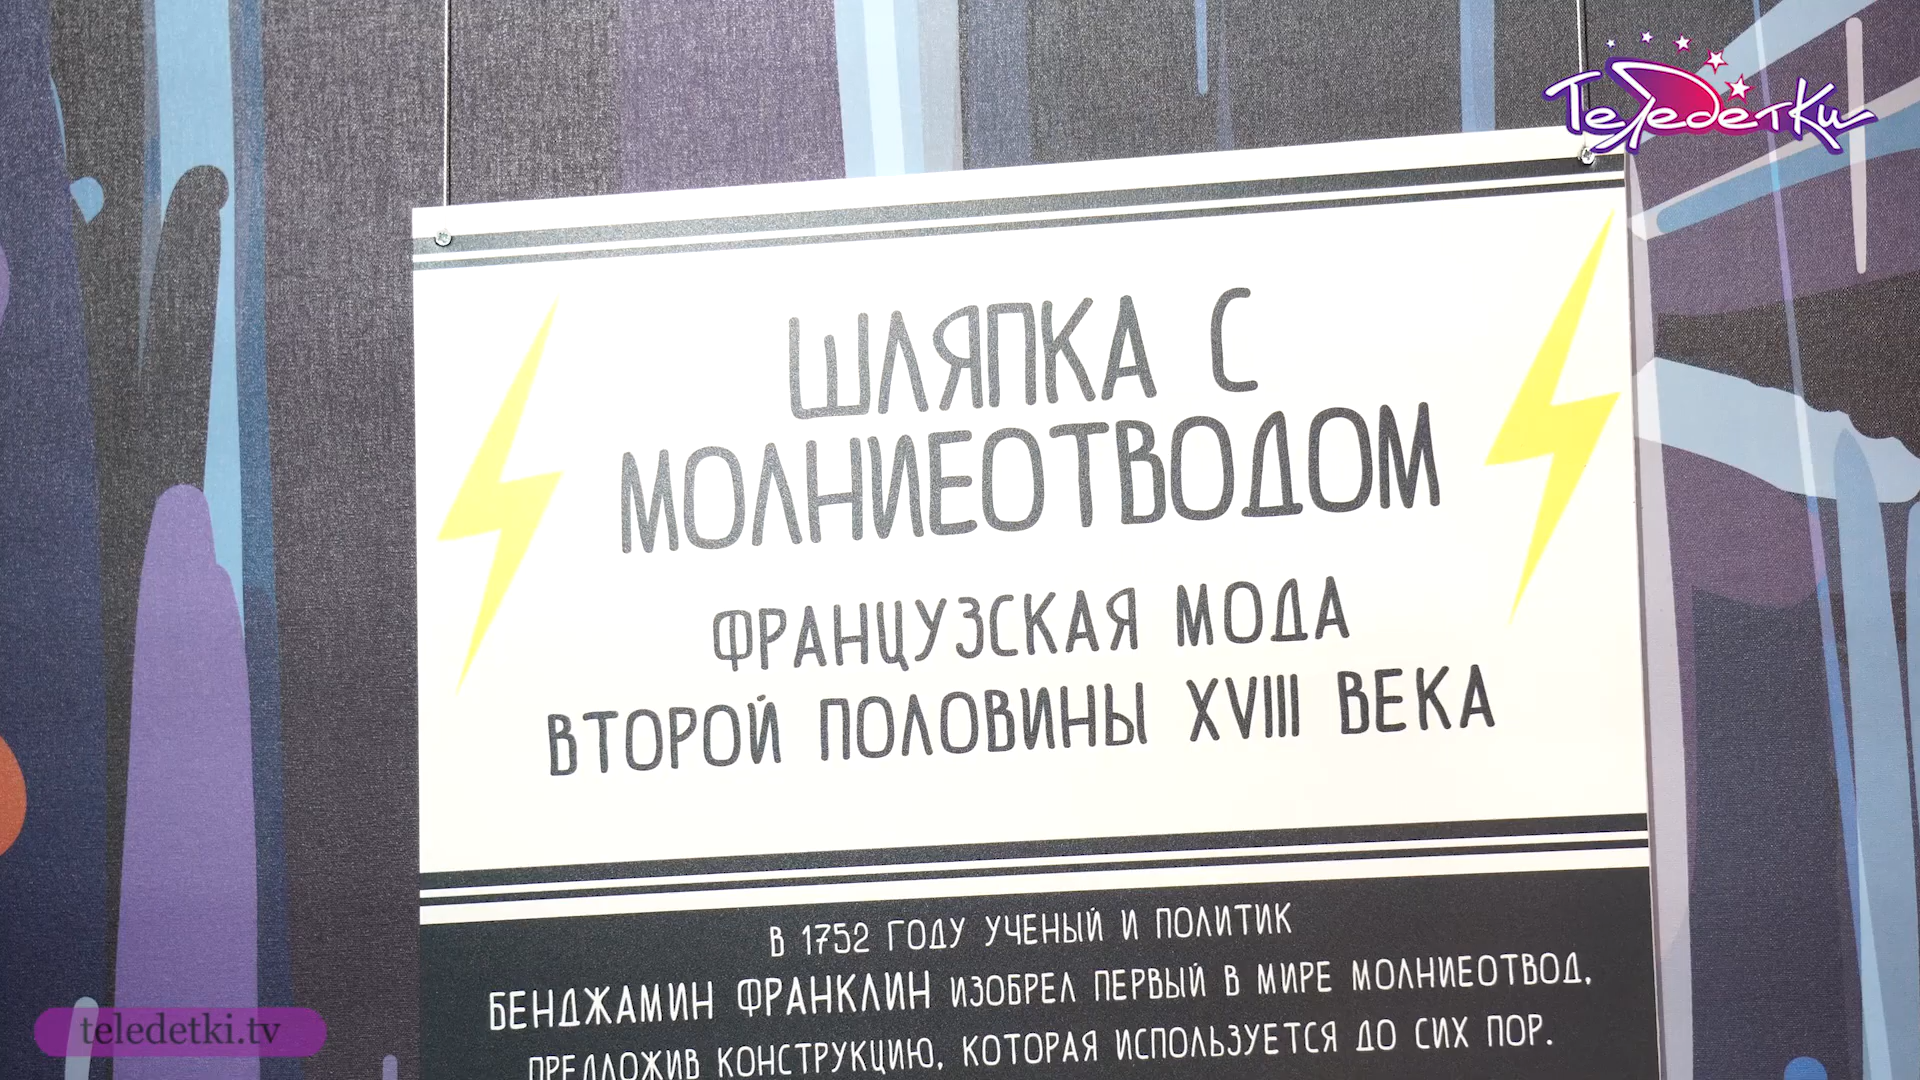 ТелеДетки
ШЛЯПКА С
МОЛНИЕОТВОДОМ
ФРАНЦУЗСКАЯ МОДА
ВТОРОЙ ПОЛОВИНЫ XVIII ВЕКА
В 1752 ГОДУ УЧЕНЫЙ И ПОЛИТИК
БЕНДЖАМИН ФРАНКЛИН ИЗОБРЕЛ ПЕРВЫЙ В МИРЕ МОЛНИЕОТВОД,
ПРЕДЛОЖИВ КОНСТРУКЦИЮ, КОТОРАЯ ИСПОЛЬЗУЕТСЯ ДО СИХ ПОР.
teledetki.tv